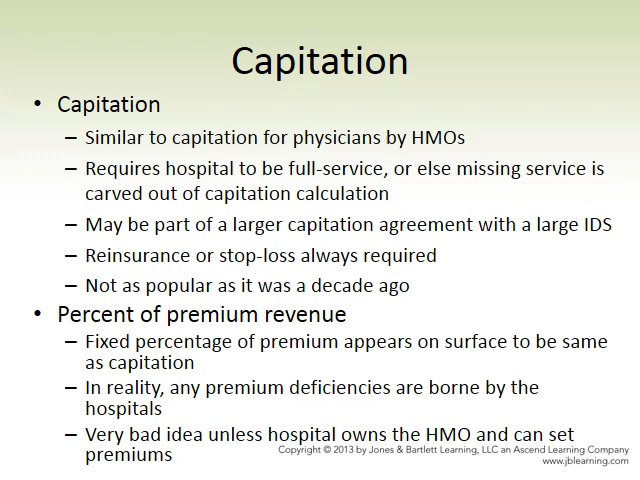 Capitation
• Capitation
– Similar to capitation for physicians by HMOs
– Requires hospital to be full-service, or else missing service is
carved out of capitation calculation
– May be part of a larger capitation agreement with a large IDS
– Reinsurance or stop-loss always required
– Not as popular as it was a decade ago
• Percent of premium revenue
– Fixed percentage of premium appears on surface to be same
as capitation
– In reality, any premium deficiencies are borne by the
hospitals
– Very bad idea unless hospital owns the HMO and can set
premiums
Copyright © 2013 by Jones & Bartlett Learning, LLC an Ascend Learning Company
www.jblearning.com